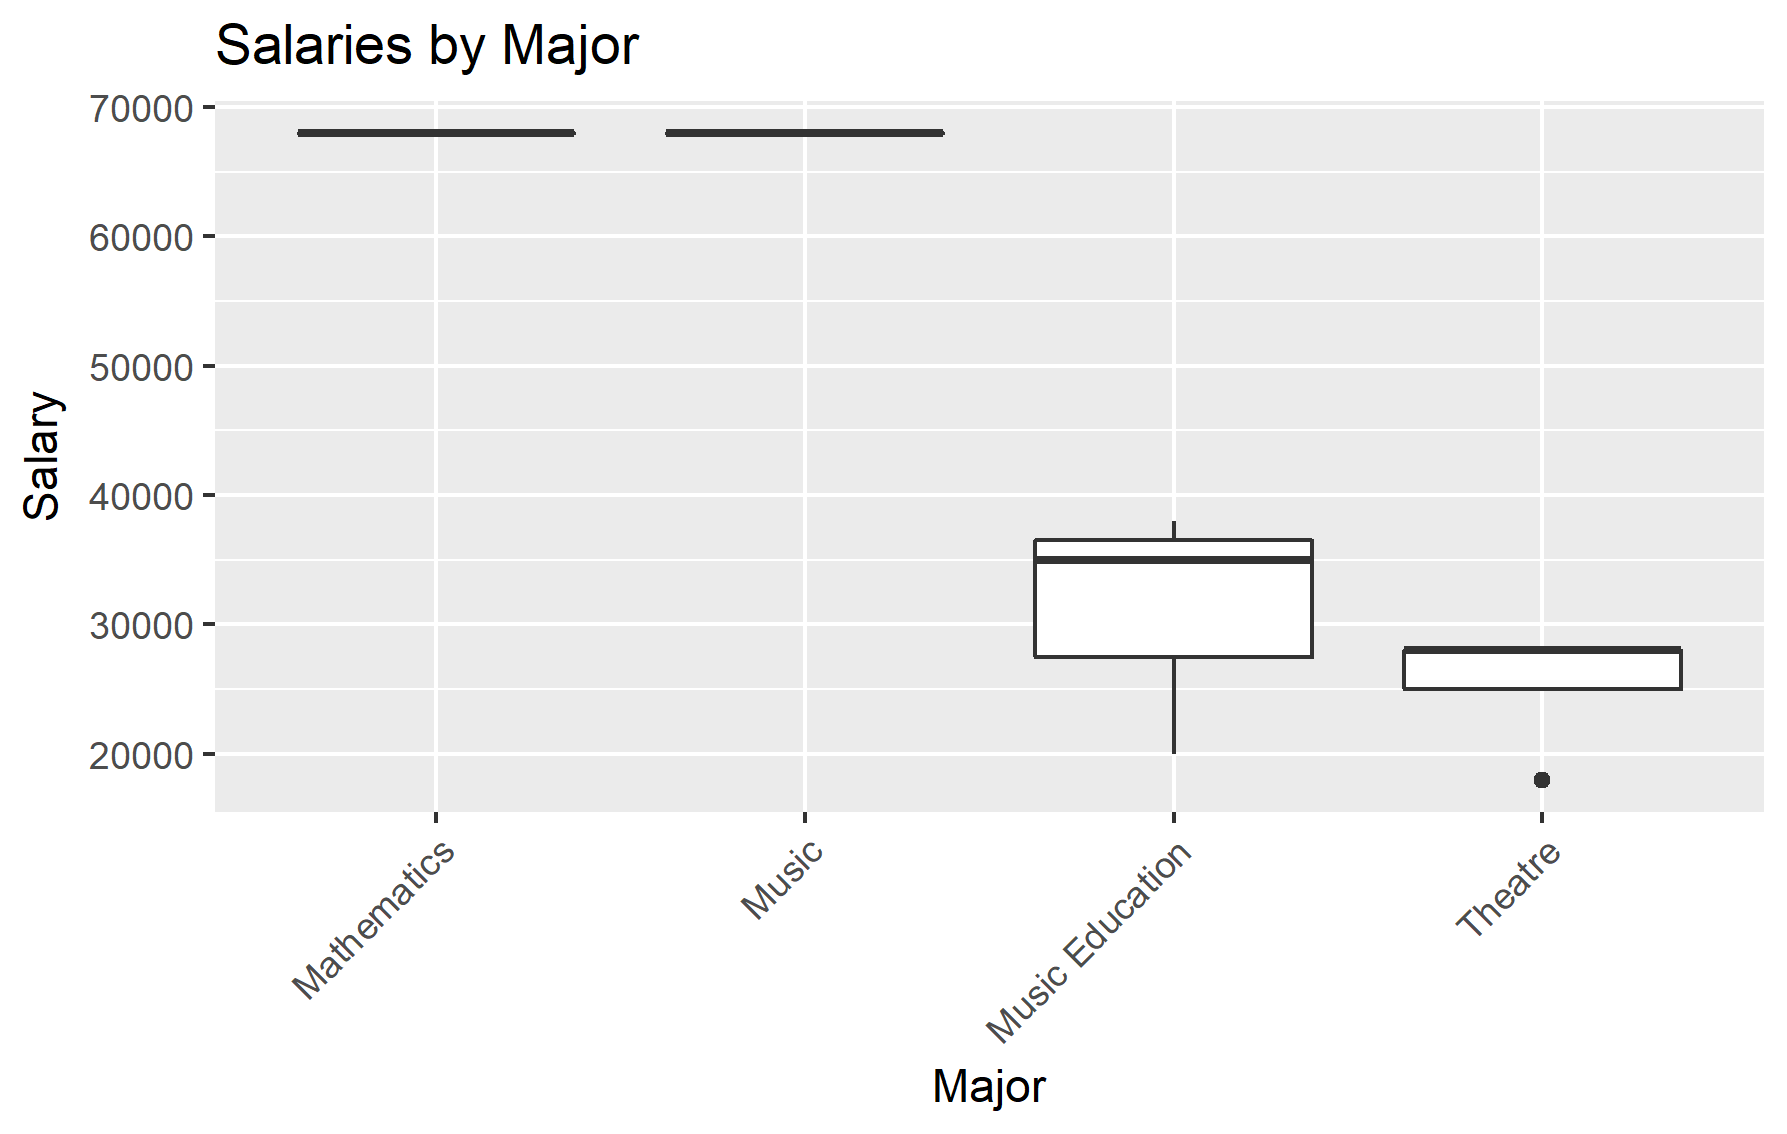 Salaries by Major
70000
60000
50000
40000
30000
20000
Salary
Mathematics
Music
Music Education
Theatre
Major